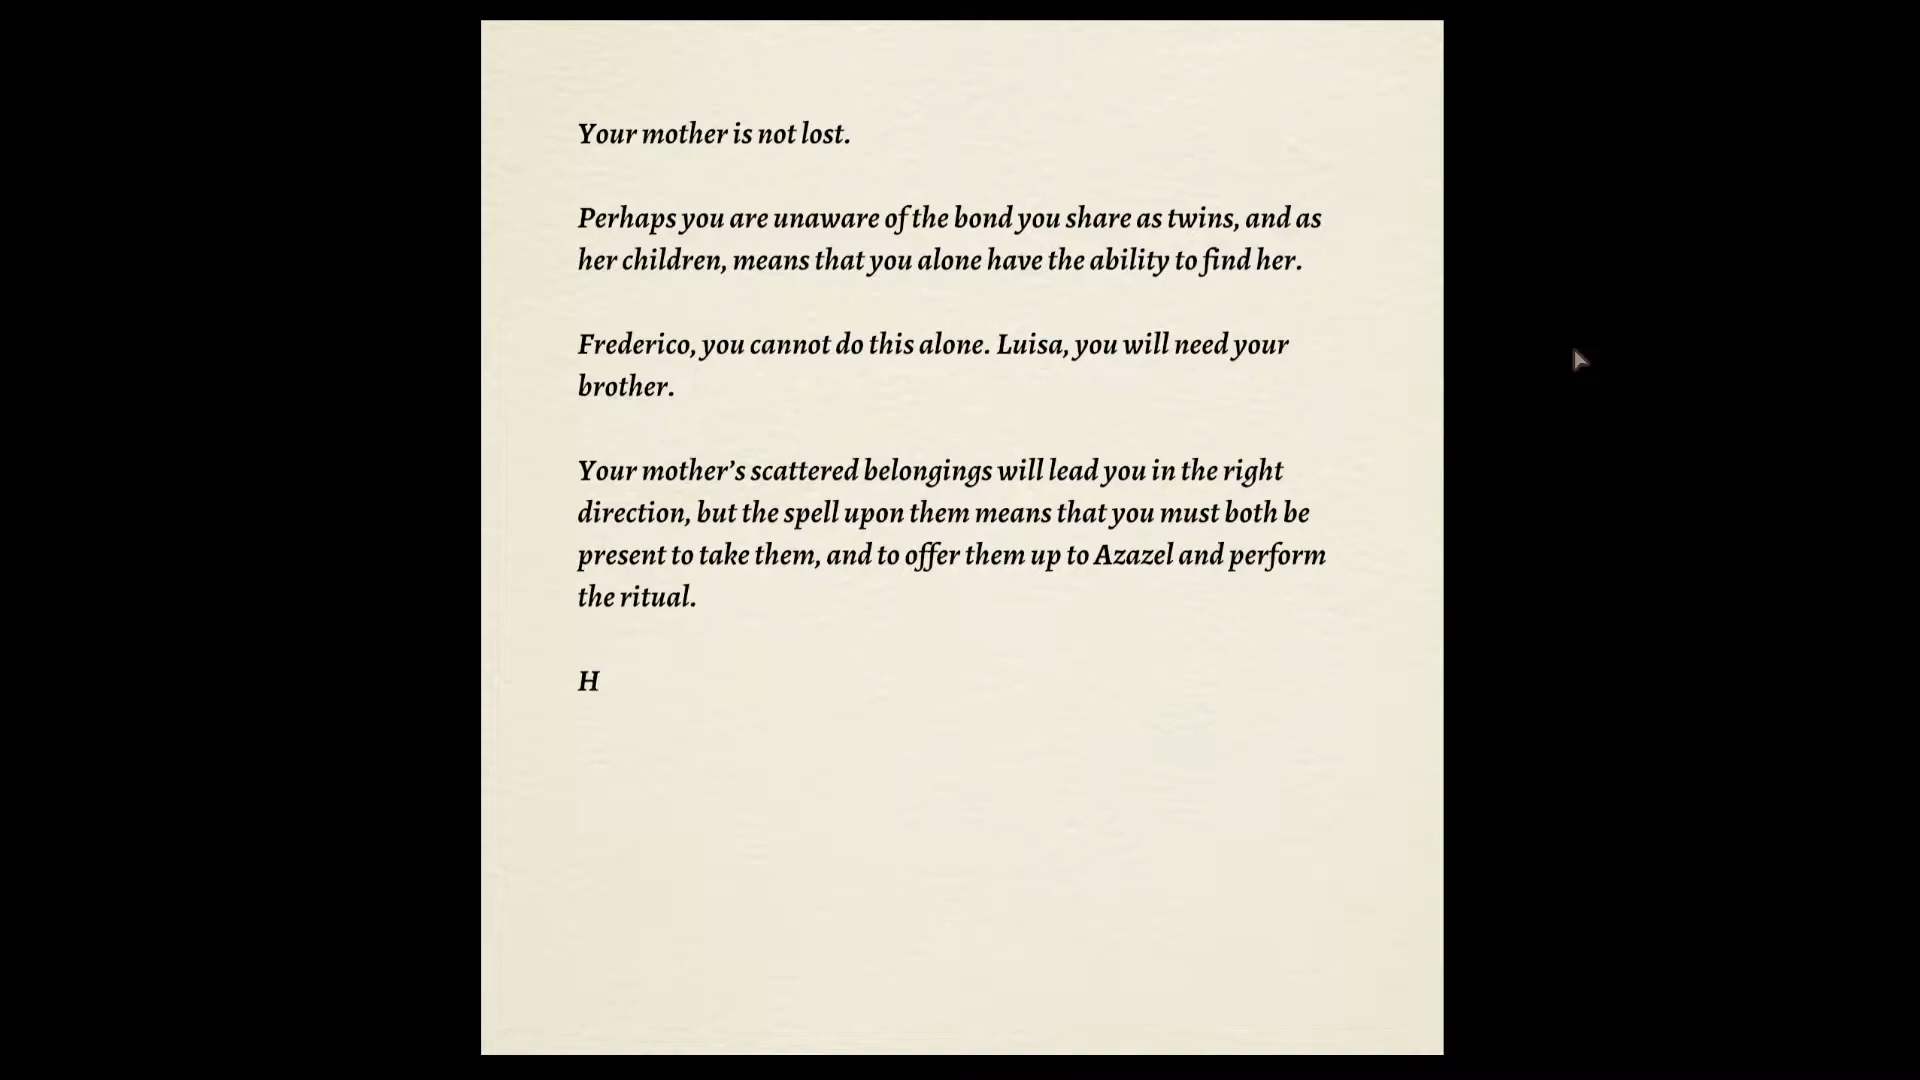 Your mother is not lost.
Perhaps you are unaware of the bond you share as twins, and as
her children, means that you alone have the ability to find her.
Frederico, you cannot do this alone. Luisa, you will need your
brother.
Your mother’s scattered belongings will lead you in the right
direction, but the spell upon them means that you must both be
present to take them, and to offer them up to Azazel and perform
the ritual.
H